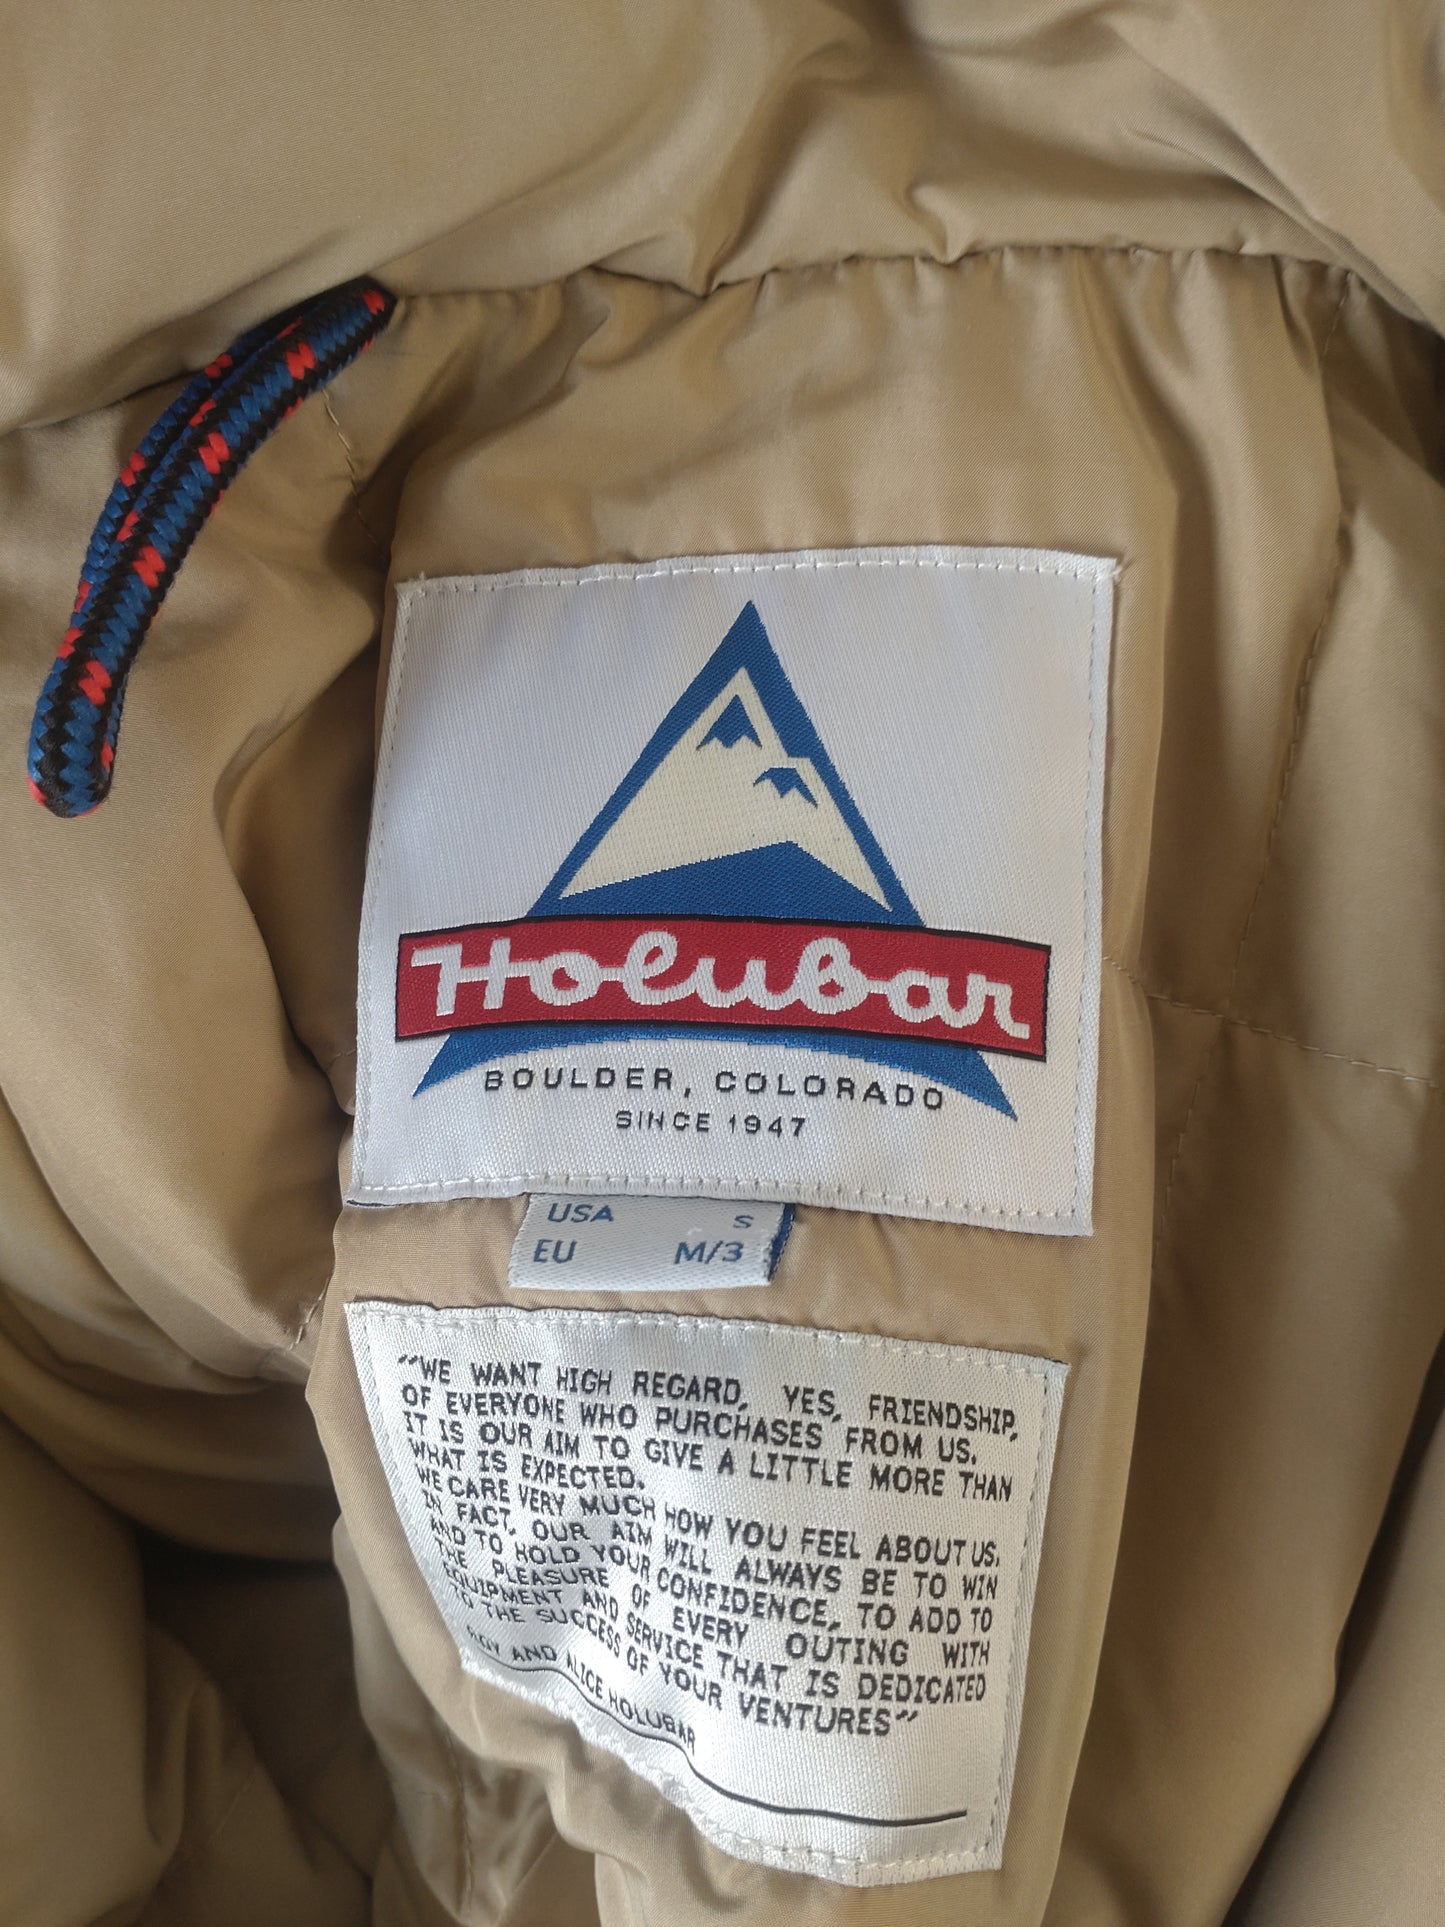 Holubar
BOULDER, COLORADO
SINCE 1947
USA S
EU M/3
"WE WANT HIGH REGARD, YES, FRIENDSHIP,
OF EVERYONE WHO PURCHASES FROM US.
IT IS OUR AIM TO GIVE A LITTLE MORE THAN
WHAT IS EXPECTED.
WE CARE VERY MUCH HOW YOU FEEL ABOUT US.
IN FACT, OUR AIM WILL ALWAYS BE TO WIN
AND TO HOLD YOUR CONFIDENCE, TO ADD TO
THE PLEASURE OF EVERY OUTING WITH
EQUIPMENT AND SERVICE THAT IS DEDICATED
TO THE SUCCESS OF YOUR VENTURES"
ROY AND ALICE HOLUBAR